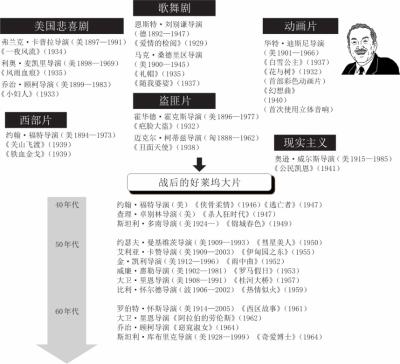 美国悲喜剧
弗兰克·卡普拉导演（美1897—1991）
《一夜风流》（1934）
利奥·麦凯里导演（美1898—1969）
《风雨血痕》（1935）
乔治·顾柯导演（美1899—1983）
《小妇人》（1933）
歌舞剧
恩斯特·刘别谦导演
（德1892—1947）
《爱情的检阅》（1929）
马克·桑德里区导演
（美1900—1945）
《礼帽》（1935）
《随我婆娑》（1937）
动画片
华特·迪斯尼导演
（美1901—1966）
《白雪公主》（1937）
《花与树》（1932）
（首部彩色动画片）
《幻想曲》
（1940）
（首次使用立体音响）
盗匪片
霍华德·霍克斯导演（美1896—1977）
《疤脸大盗》（1932）
迈克尔·柯蒂兹导演（匈1888—1962）
《丑面天使》（1938）
西部片
约翰·福特导演（美1894—1973）
《关山飞渡》（1939）
《铁血金戈》（1939）
现实主义
奥逊·威尔斯导演（美1915—1985）
《公民凯恩》（1941）
战后的好莱坞大片
40年代
约翰·福特导演（美）《侠骨柔情》（1946）《逃亡者》（1947）
查理·卓别林导演（美）《杀人狂时代》（1947）
斯坦利·多南导演（美1924—）《锦城春色》（1949）
50年代
约瑟夫·曼基维茨导演（美1909—1993）《彗星美人》（1950）
艾利亚·卡赞导演（美1909—2003）《伊甸园之东》（1955）
金·凯利导演（美1912—1996）《雨中曲》（1952）
威廉·惠勒导演（美1902—1981）《罗马假日》（1953）
大卫·里恩导演（英1908—1991）《桂河大桥》（1957）
比利·怀尔德导演（波1906—2002）《热情似火》（1959）
60年代
罗伯特·怀斯导演（美1914—2005）《西区故事》（1961）
大卫·里恩导演《阿拉伯的劳伦斯》（1962）
乔治·顾柯导演《窈窕淑女》（1964）
斯坦利·库布里克导演（美1928—1999）《奇爱博士》（1964）